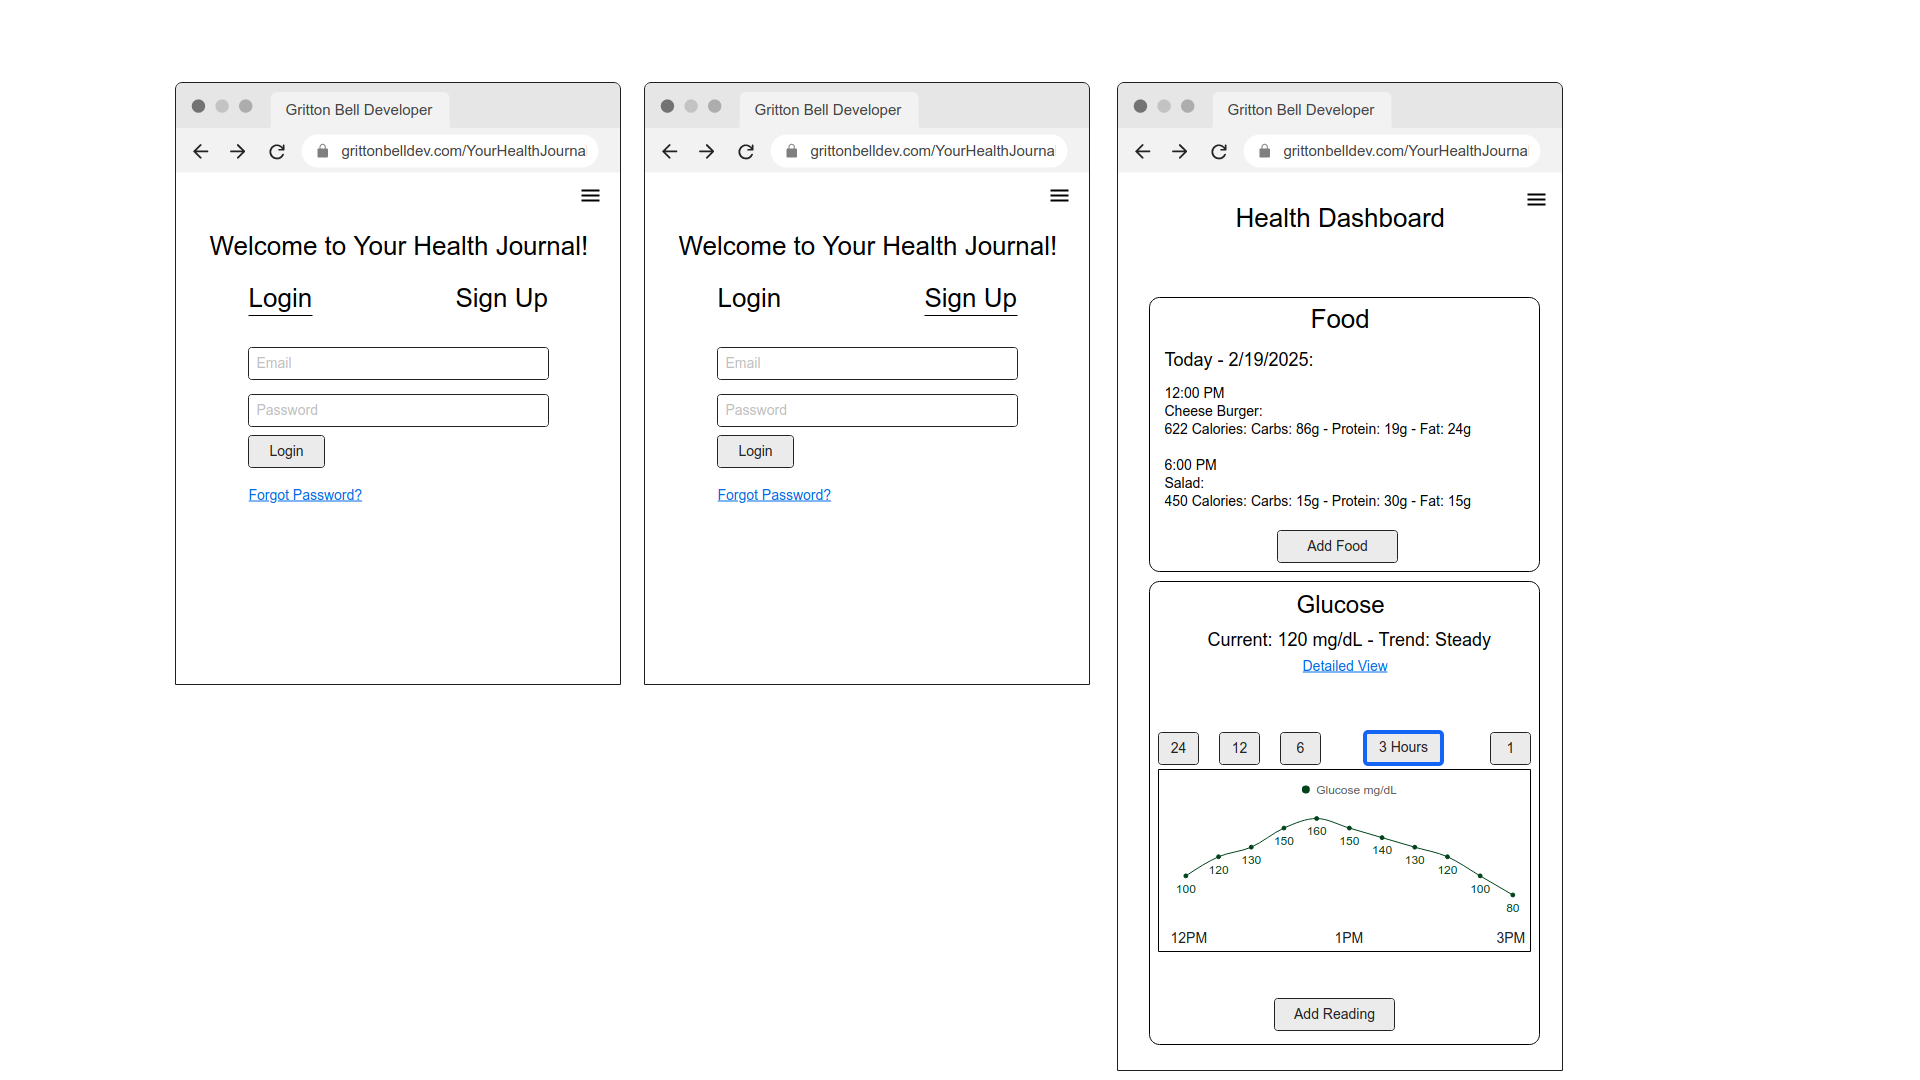 Gritton Bell Developer
grittonbelldev.com/YourHealthJourna
Welcome to Your Health Journal!
Login Sign Up
Email
Password
Login
Forgot Password?
Gritton Bell Developer
grittonbelldev.com/YourHealthJourna
Welcome to Your Health Journal!
Login Sign Up
Email
Password
Login
Forgot Password?
Gritton Bell Developer
grittonbelldev.com/YourHealthJourna
Health Dashboard
Food
Today - 2/19/2025:
12:00 PM
Cheese Burger:
622 Calories: Carbs: 86g - Protein: 19g - Fat: 24g
6:00 PM
Salad:
450 Calories: Carbs: 15g - Protein: 30g - Fat: 15g
Add Food
Glucose
Current: 120 mg/dL - Trend: Steady
Detailed View
24 12 6 3 Hours 1
Glucose mg/dL
100 120 130 150 160 150 140 130 120 100 80
12PM 1PM 3PM
Add Reading